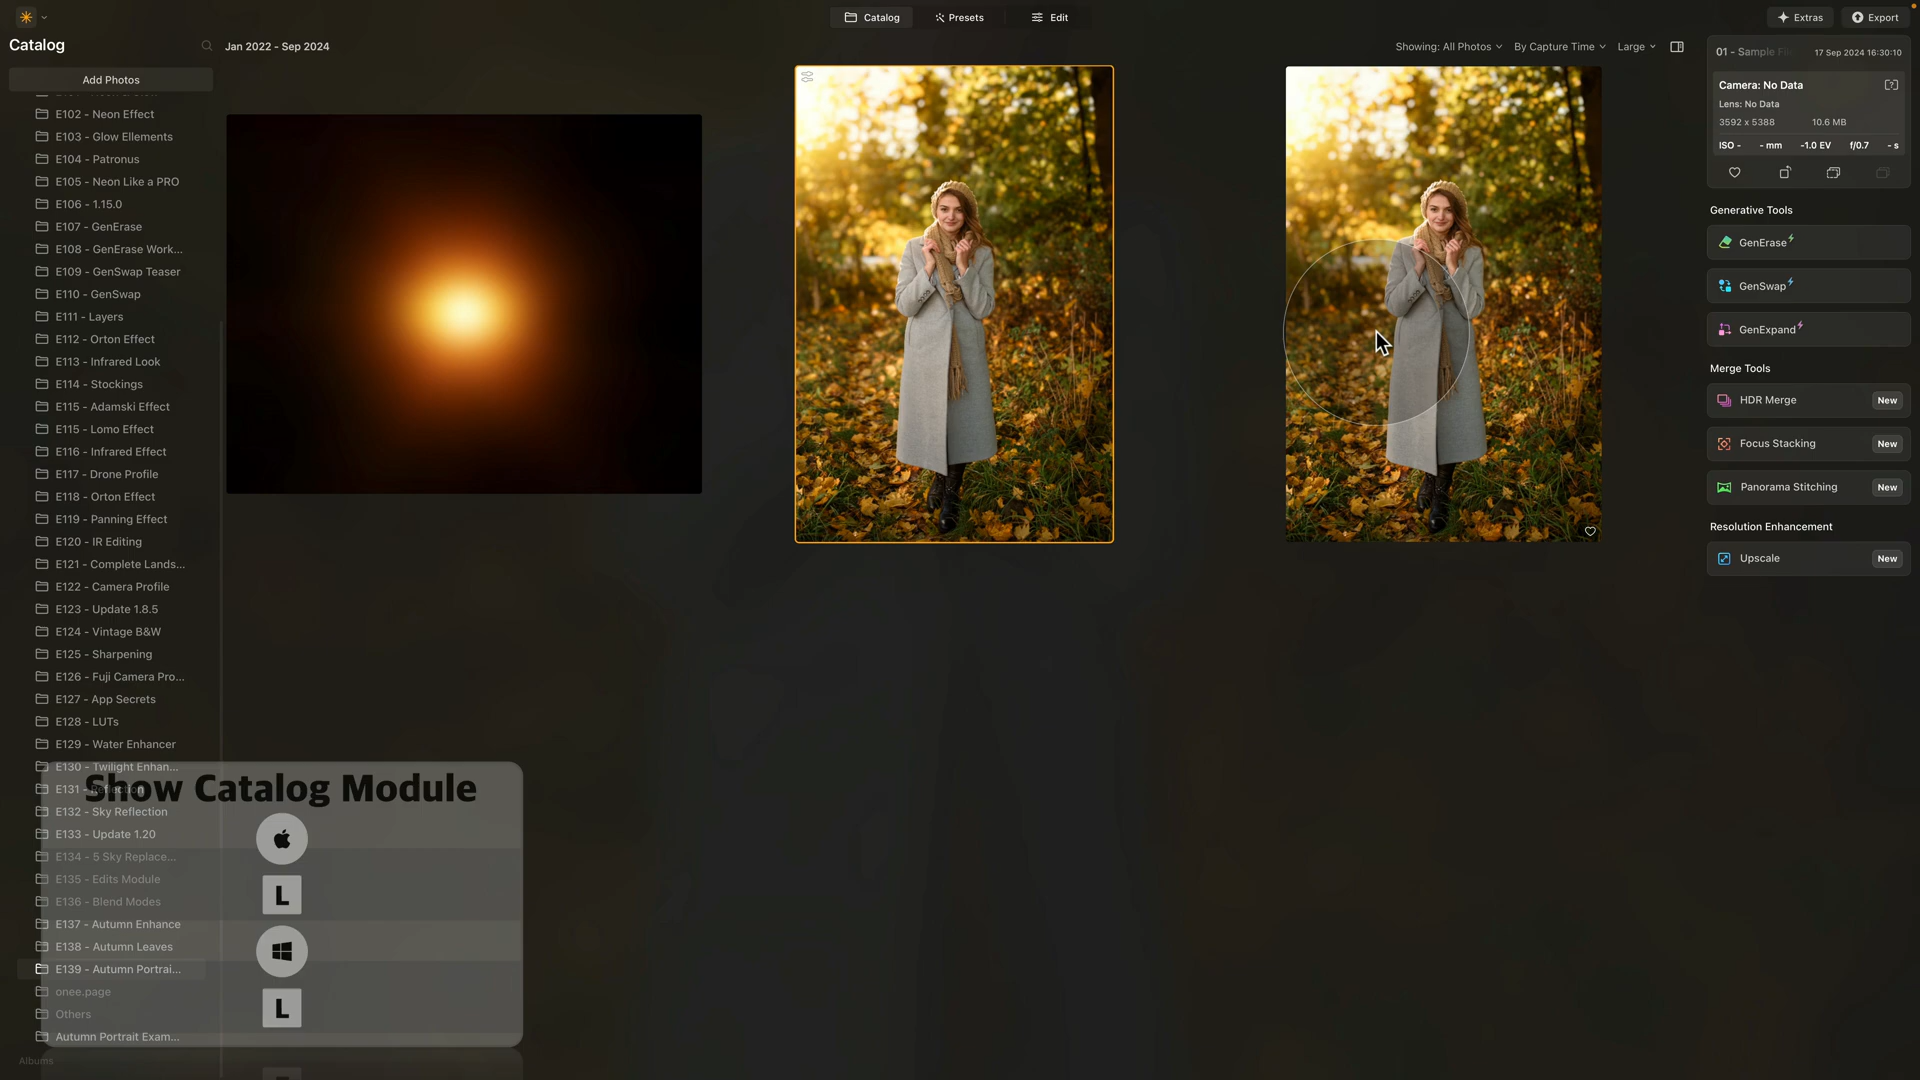 Catalog
Presets
Edit
Extras
Export
Catalog
Jan 2022 - Sep 2024
Showing: All Photos
By Capture Time
Large
Add Photos
E102 - Neon Effect
E103 - Glow Ellements
E104 - Patronus
E105 - Neon Like a PRO
E106 - 1.15.0
E107 - GenErase
E108 - GenErase Work...
E109 - GenSwap Teaser
E110 - GenSwap
E111 - Layers
E112 - Orton Effect
E113 - Infrared Look
E114 - Stockings
E115 - Adamski Effect
E115 - Lomo Effect
E116 - Infrared Effect
E117 - Drone Profile
E118 - Orton Effect
E119 - Panning Effect
E120 - IR Editing
E121 - Complete Lands...
E122 - Camera Profile
E123 - Update 1.8.5
E124 - Vintage B&W
E125 - Sharpening
E126 - Fuji Camera Pro...
E127 - App Secrets
E128 - LUTs
E129 - Water Enhancer
E130 - Twilight Enhan...
E131 - Reflection
E132 - Sky Reflection
E133 - Update 1.20
E134 - 5 Sky Replace...
E135 - Edits Module
E136 - Blend Modes
E137 - Autumn Enhance
E138 - Autumn Leaves
E139 - Autumn Portrai...
onee.page
Others
Autumn Portrait Exam...
Albums
Show Catalog Module
L
L
01 - Sample Fi
17 Sep 2024 16:30:10
Camera: No Data
Lens: No Data
3592 x 5388 10.6 MB
ISO - - mm -1.0 EV f/0.7 - s
Generative Tools
GenErase
GenSwap
GenExpand
Merge Tools
HDR Merge New
Focus Stacking New
Panorama Stitching New
Resolution Enhancement
Upscale New